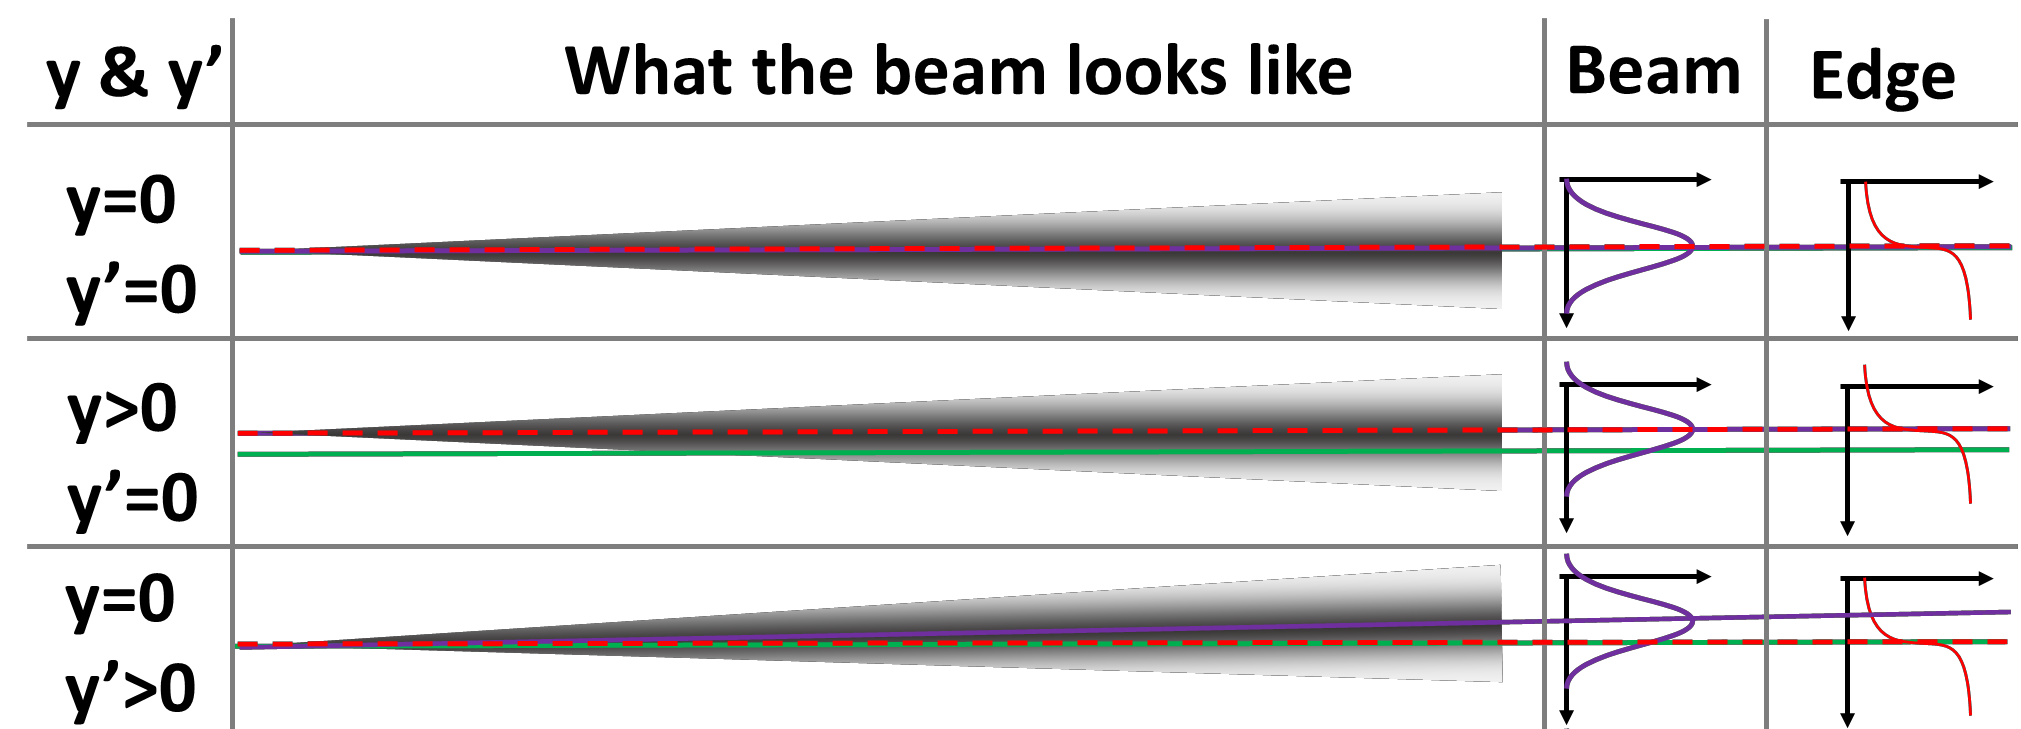 y & y’ What the beam looks like Beam Edge
y=0
y’=0
y>0
y’=0
y=0
y’>0